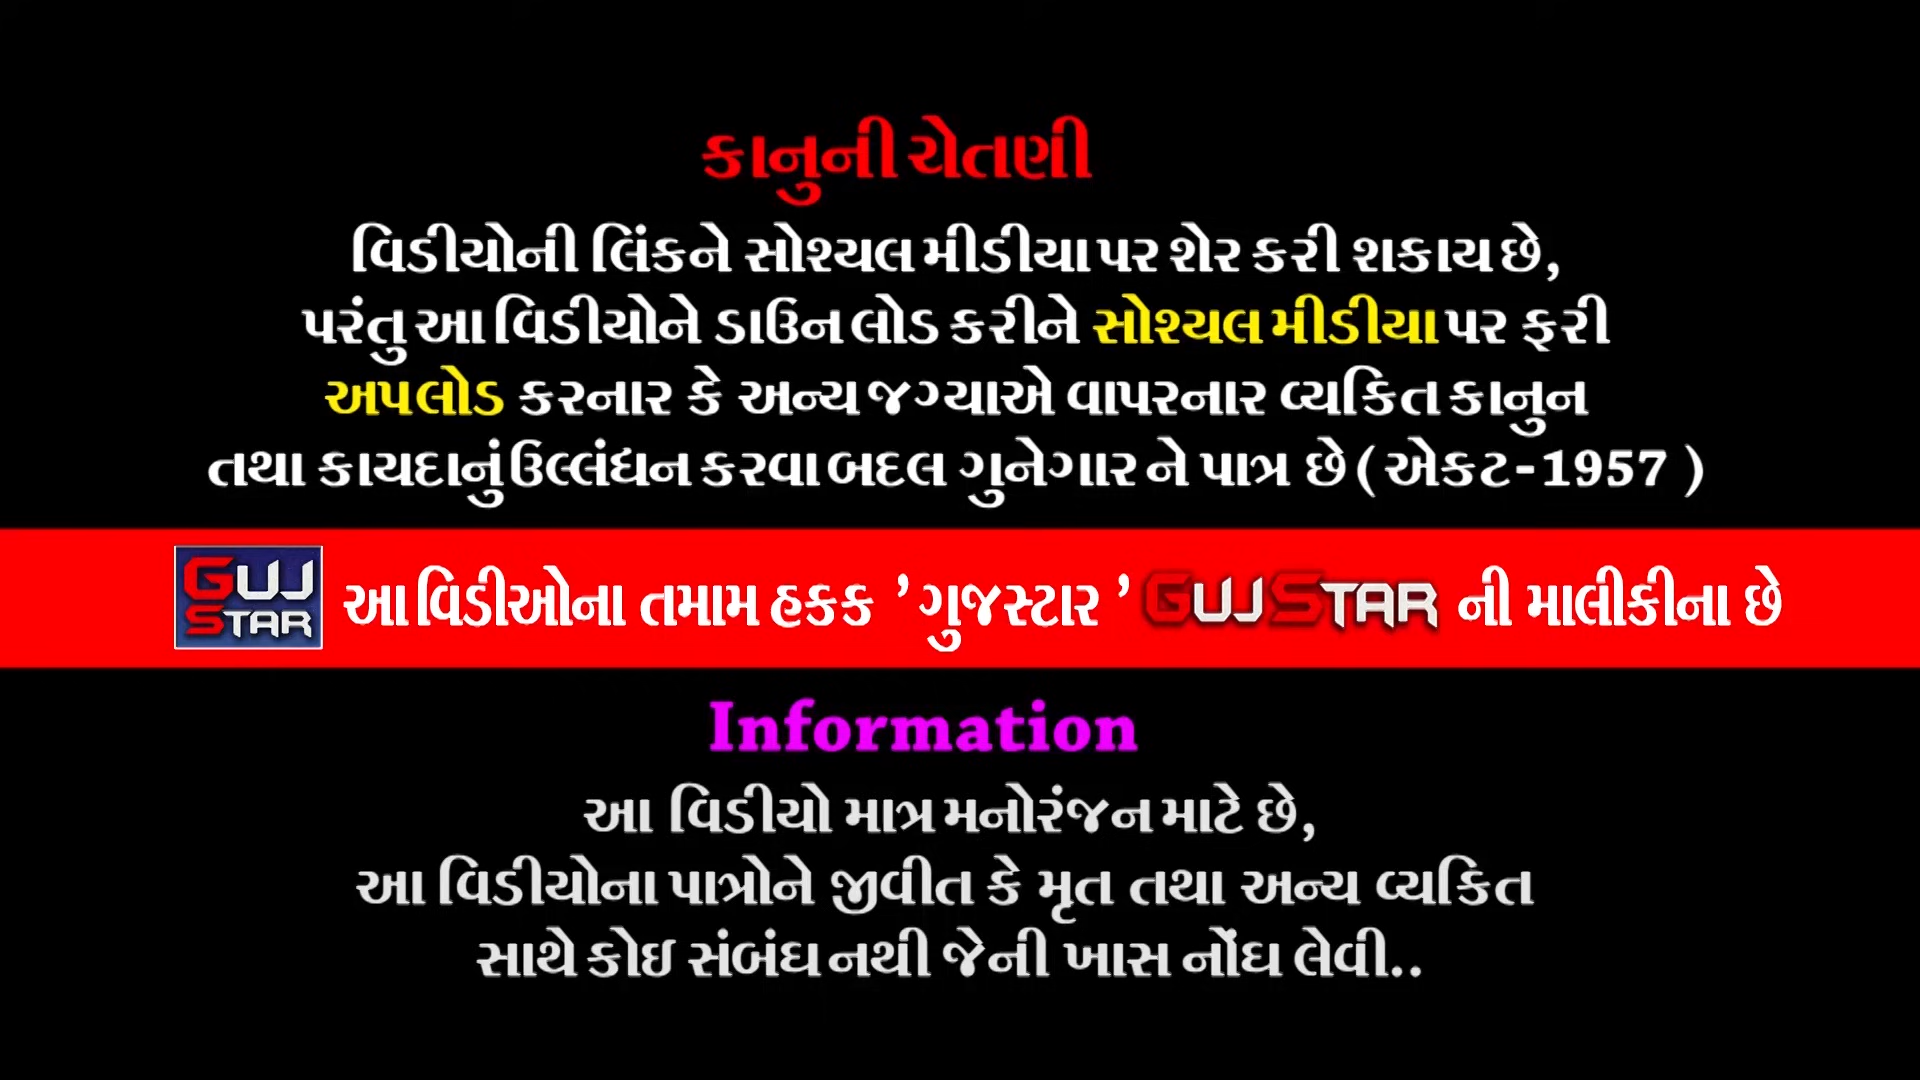 કાનુની ચેતણી
વિડીયોની લિંકને સોશ્યલ મીડીયા પર શેર કરી શકાય છે,
પરંતુ આ વિડીયોને ડાઉન લોડ કરીને સોશ્યલ મીડીયા પર ફરી
અપલોડ કરનાર કે અન્ય જગ્યાએ વાપરનાર વ્યકિત કાનુન
તથા કાયદાનું ઉલ્લંઘન કરવા બદલ ગુનેગાર ને પાત્ર છે ( એકટ-1957 )
GUJ STAR આ વિડીઓના તમામ હકક ’ ગુજસ્ટાર ’ GUJ STAR ની માલીકીના છે
Information
આ વિડીયો માત્ર મનોરંજન માટે છે,
આ વિડીયોના પાત્રોને જીવીત કે મૃત તથા અન્ય વ્યકિત
સાથે કોઇ સંબંધ નથી જેની ખાસ નોંધ લેવી..